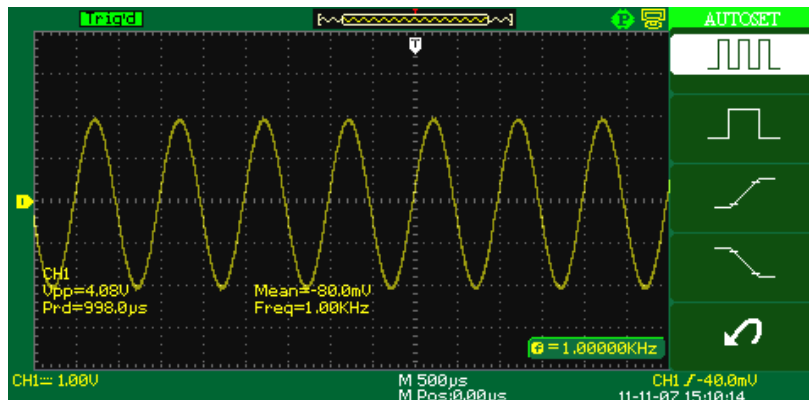 Trig'd
T
P
AUTOSET
1
CH1
Vpp=4.08V Mean=-80.0mV
Prd=998.0µs Freq=1.00KHz
f = 1.00000KHz
CH1 1.00V M 500µs CH1 -40.0mV
M Pos:0.00µs 11-11-07 15:10:14